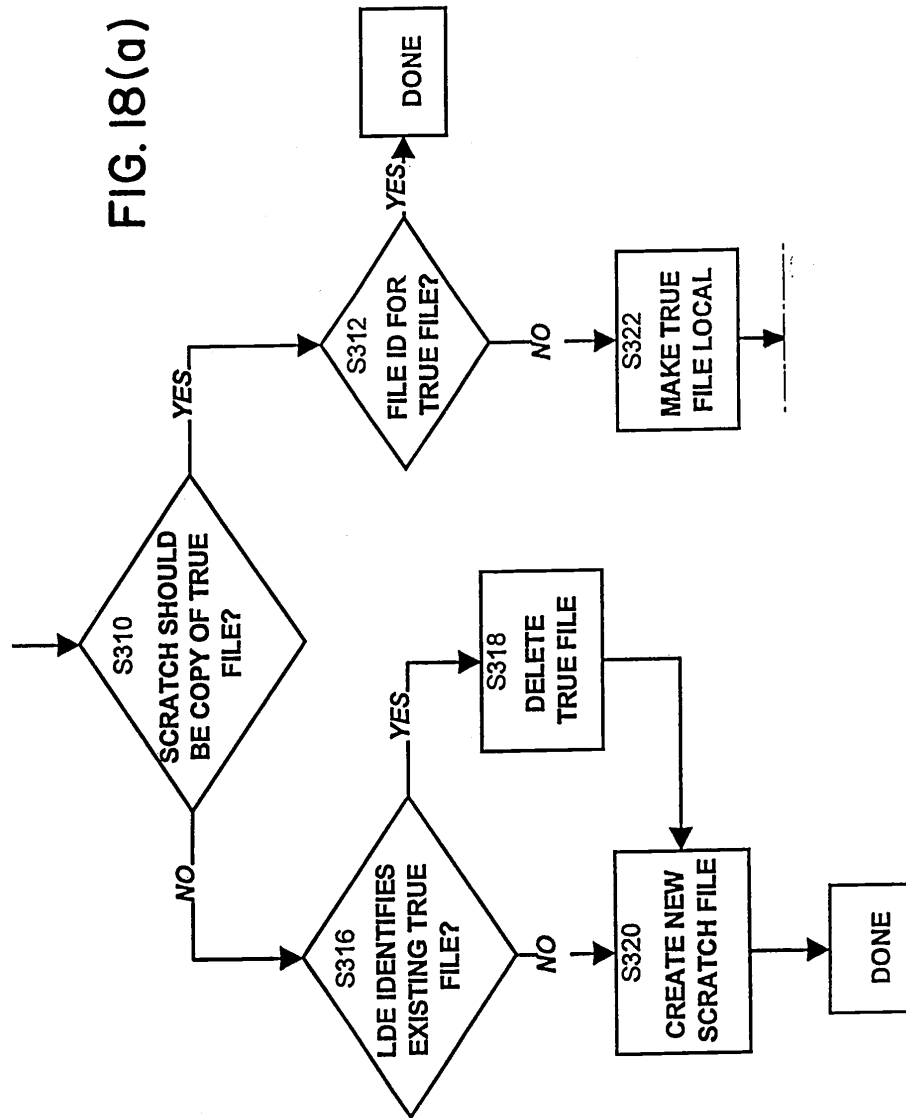 FIG. 18(a)
S310
SCRATCH SHOULD
BE COPY OF TRUE
FILE?
YES
NO
S312
FILE ID FOR
TRUE FILE?
YES
DONE
NO
S322
MAKE TRUE
FILE LOCAL
S316
LDE IDENTIFIES
EXISTING TRUE
FILE?
YES
S318
DELETE
TRUE FILE
NO
S320
CREATE NEW
SCRATCH FILE
DONE